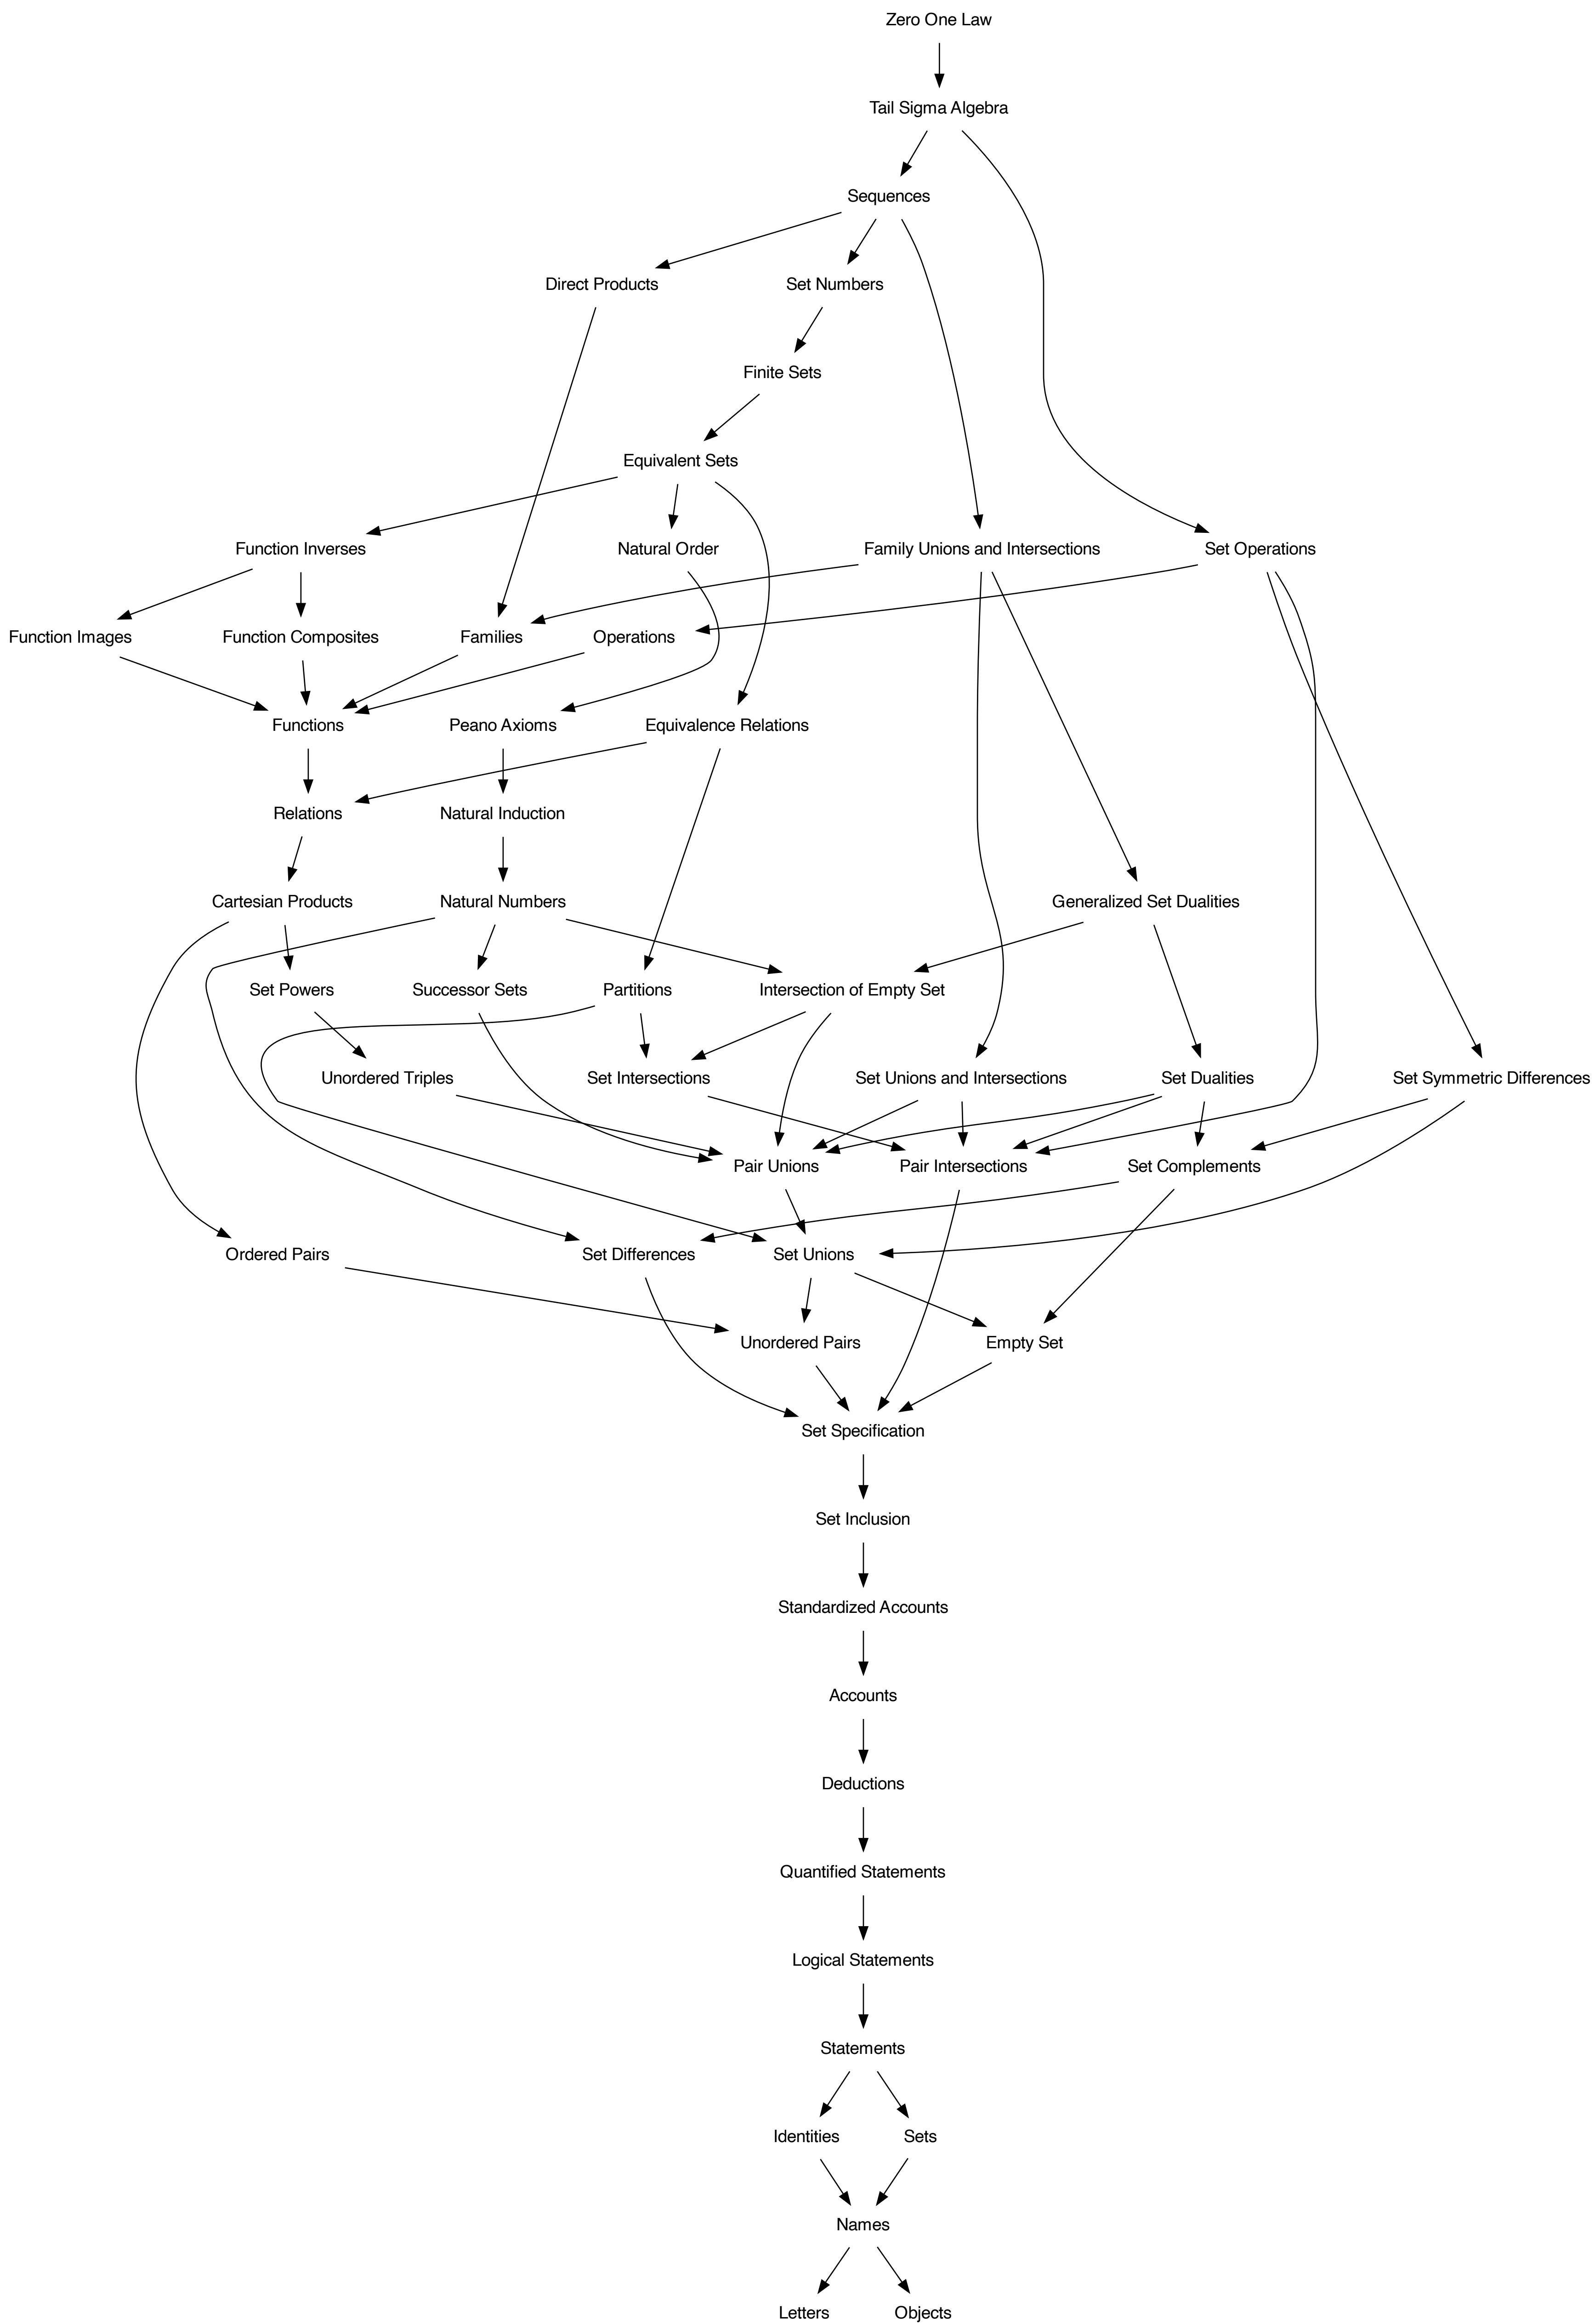 Zero One Law
Tail Sigma Algebra
Sequences
Direct Products
Set Numbers
Finite Sets
Equivalent Sets
Function Inverses
Natural Order
Family Unions and Intersections
Set Operations
Function Images
Function Composites
Families
Operations
Functions
Peano Axioms
Equivalence Relations
Relations
Natural Induction
Cartesian Products
Natural Numbers
Generalized Set Dualities
Set Powers
Successor Sets
Partitions
Intersection of Empty Set
Unordered Triples
Set Intersections
Set Unions and Intersections
Set Dualities
Set Symmetric Differences
Pair Unions
Pair Intersections
Set Complements
Ordered Pairs
Set Differences
Set Unions
Unordered Pairs
Empty Set
Set Specification
Set Inclusion
Standardized Accounts
Accounts
Deductions
Quantified Statements
Logical Statements
Statements
Identities
Sets
Names
Letters
Objects